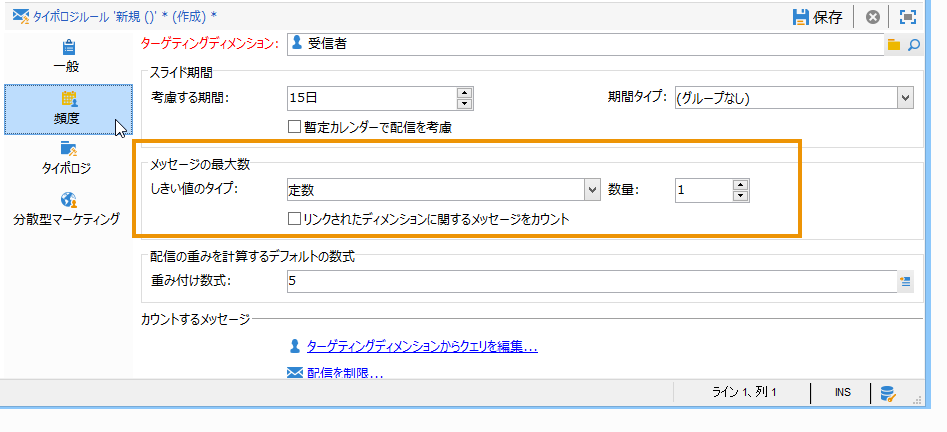 タイポロジルール '新規 ()' * (作成) *
保存
一般
頻度
タイポロジ
分散型マーケティング
ターゲティングディメンション: 受信者
スライド期間
考慮する期間: 15日 期間タイプ: (グループなし)
暫定カレンダーで配信を考慮
メッセージの最大数
しきい値のタイプ: 定数 数量: 1
リンクされたディメンションに関するメッセージをカウント
配信の重みを計算するデフォルトの数式
重み付け数式: 5
カウントするメッセージ
ターゲティングディメンションからクエリを編集...
配信を制限...
ライン 1、列 1 INS